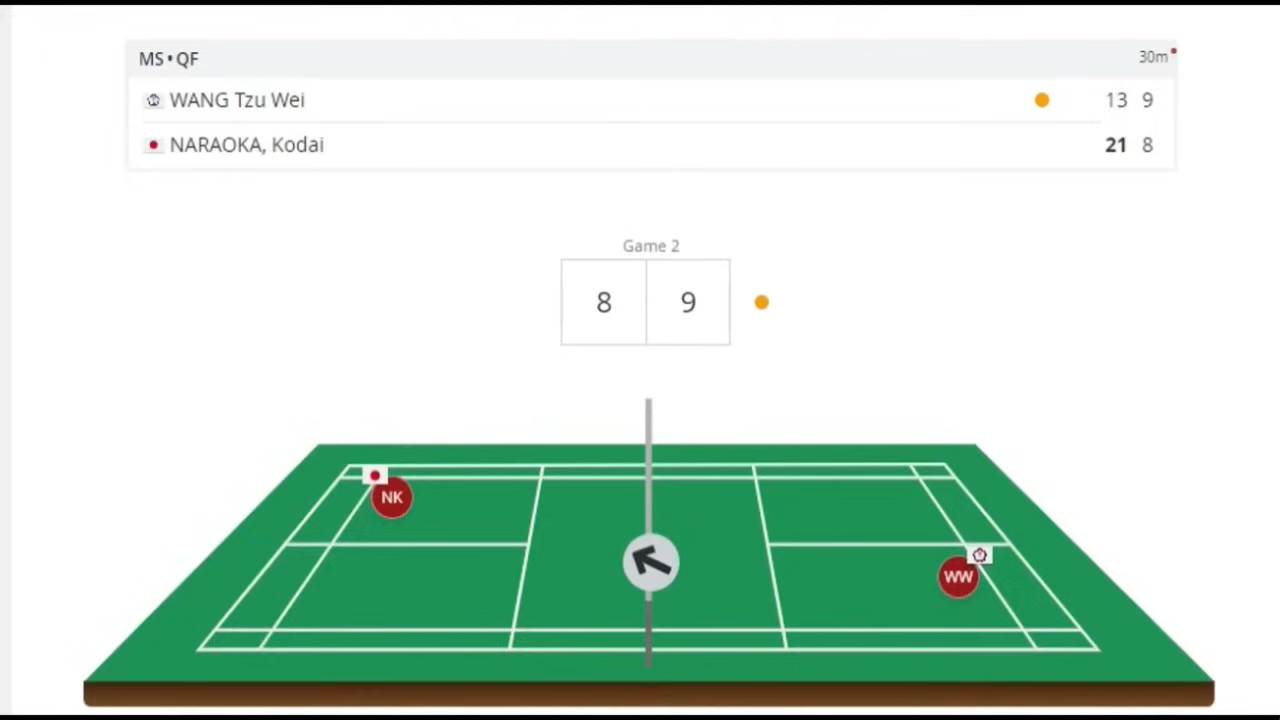 MS • QF 30m
WANG Tzu Wei 13 9
NARAOKA, Kodai 21 8
Game 2
8 9
NK
WW